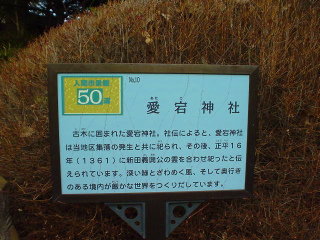 入間市景観
50選
No.10
愛宕神社
あた ご
古木に囲まれた愛宕神社。社伝によると、愛宕神社
は当地区集落の発生と共に祀られ、その後、正平16
年(1361)に新田義興公の霊を合わせ祀ったと伝
えられています。深い緑とざわめく風、そして奥行き
のある境内が厳かな世界をつくりだしています。